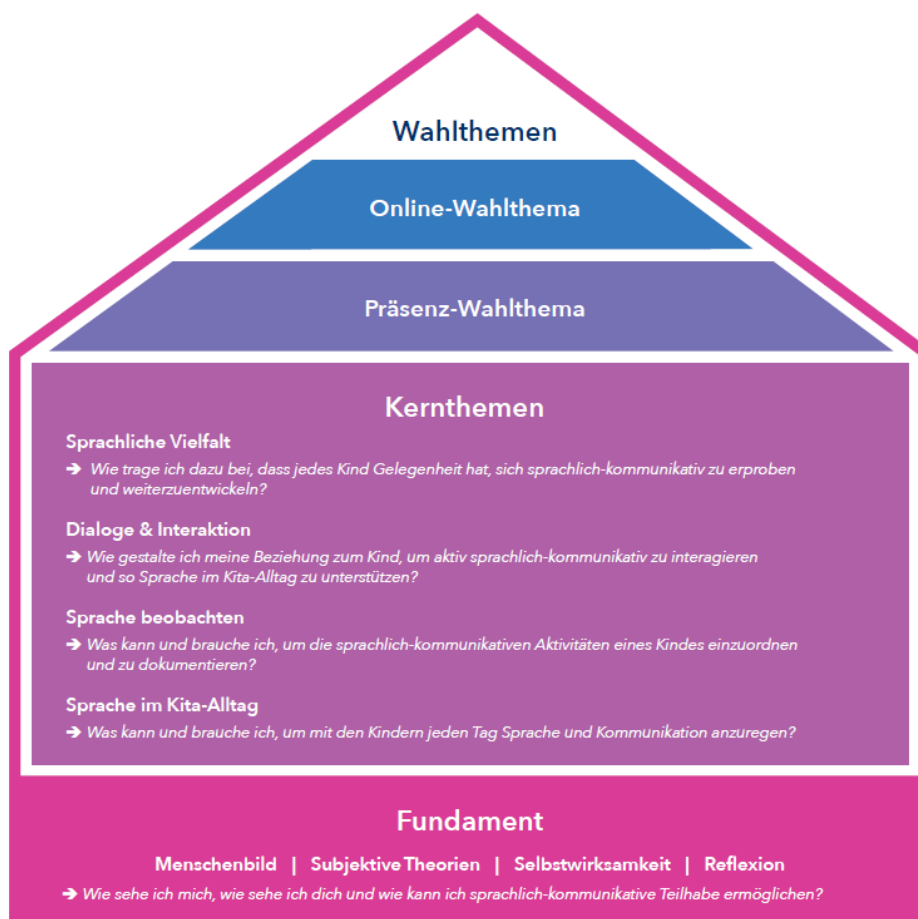 Wahlthemen
Online-Wahlthema
Präsenz-Wahlthema
Kernthemen
Sprachliche Vielfalt
➔ Wie trage ich dazu bei, dass jedes Kind Gelegenheit hat, sich sprachlich-kommunikativ zu erproben
und weiterzuentwickeln?
Dialoge & Interaktion
➔ Wie gestalte ich meine Beziehung zum Kind, um aktiv sprachlich-kommunikativ zu interagieren
und so Sprache im Kita-Alltag zu unterstützen?
Sprache beobachten
➔ Was kann und brauche ich, um die sprachlich-kommunikativen Aktivitäten eines Kindes einzuordnen
und zu dokumentieren?
Sprache im Kita-Alltag
➔ Was kann und brauche ich, um mit den Kindern jeden Tag Sprache und Kommunikation anzuregen?
Fundament
Menschenbild | Subjektive Theorien | Selbstwirksamkeit | Reflexion
➔ Wie sehe ich mich, wie sehe ich dich und wie kann ich sprachlich-kommunikative Teilhabe ermöglichen?